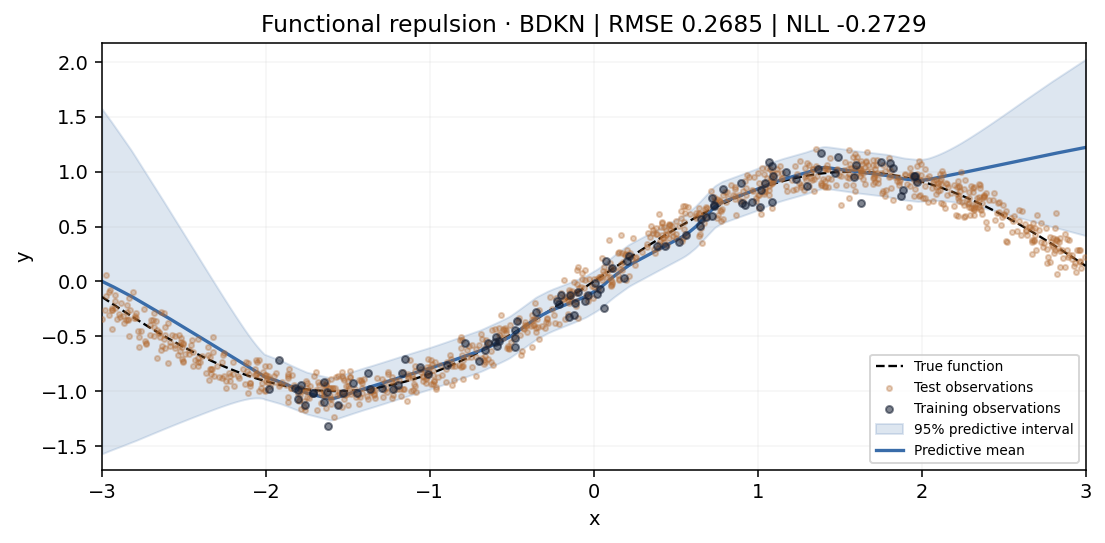 Functional repulsion · BDKN | RMSE 0.2685 | NLL -0.2729
y
2.0
1.5
1.0
0.5
0.0
−0.5
−1.0
−1.5
True function
Test observations
Training observations
95% predictive interval
Predictive mean
−3 −2 −1 0 1 2 3
x